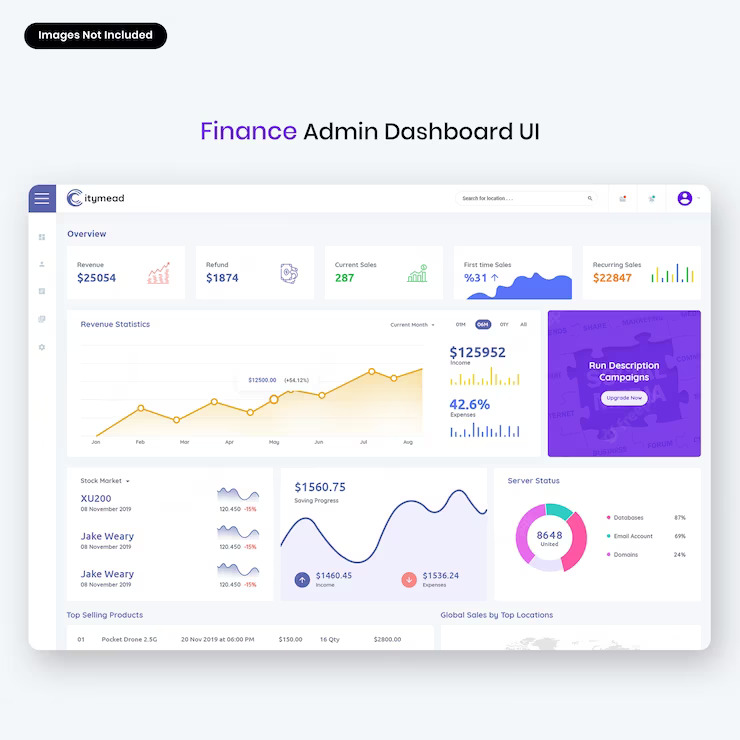 Images Not Included
Finance Admin Dashboard UI
Citymead
Search for location . . .
Overview
Revenue
$25054
Refund
$1874
Current Sales
287
First time Sales
%31
Recurring Sales
$22847
Revenue Statistics
Current Month
01M
06M
01Y
All
$12500.00 (+54.12%)
Jan
Feb
Mar
Apr
May
Jun
Jul
Aug
$125952
Income
42.6%
Expenses
SHARE
MARKETING
Run Description
Campaigns
Upgrade Now
FORUM
Stock Market
XU200
08 November 2019
120.450 -15%
Jake Weary
08 November 2019
120.450 -15%
Jake Weary
08 November 2019
120.450 -15%
$1560.75
Saving Progress
$1460.45
Income
$1536.24
Expenses
Server Status
8648
United
Databases 87%
Email Account 69%
Domains 24%
Top Selling Products
01 Pocket Drone 2.5G 20 Nov 2019 at 06:00 PM $150.00 16 Qty $2800.00
Global Sales by Top Locations